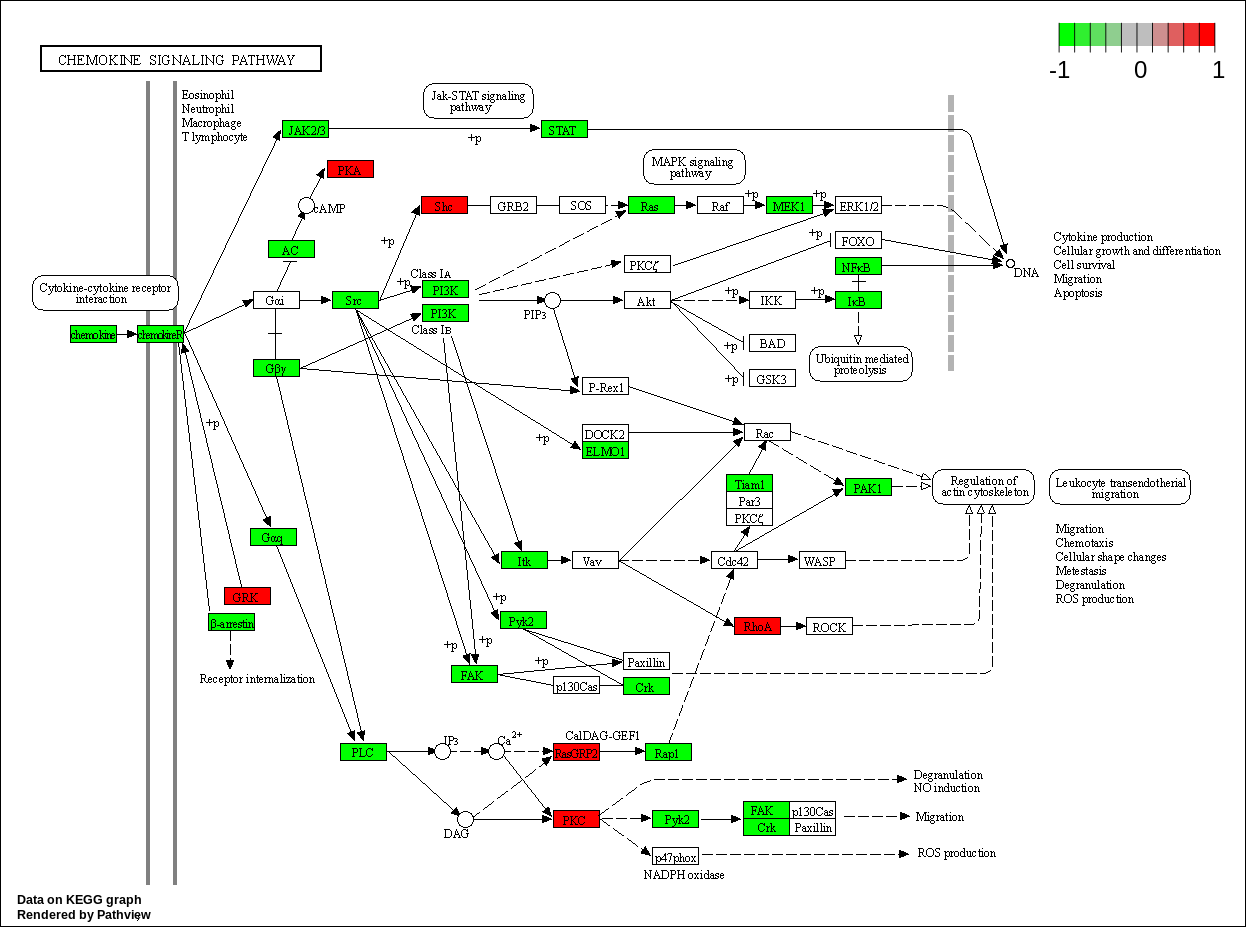 CHEMOKINE SIGNALING PATHWAY
-1
0
1
Eosinophil
Neutrophil
Macrophage
T lymphocyte
Jak-STAT signaling
pathway
JAK2/3
+p
STAT
MAPK signaling
pathway
PKA
cAMP
Shc
GRB2
SOS
Ras
Raf
+p
MEK1
+p
ERK1/2
AC
+p
+p
FOXO
Cytokine production
Cellular growth and differentiation
Cell survival
Migration
Apoptosis
PKCζ
NFκB
DNA
Class IA
+p
PI3K
Cytokine-cytokine receptor
interaction
Gαi
Src
PI3K
Class IB
PIP3
Akt
+p
IKK
+p
IκB
chemokine
chemokineR
+p
BAD
Ubiquitin mediated
proteolysis
Gβγ
+p
GSK3
P-Rex1
+p
+p
DOCK2
ELMO1
Rac
Tiam1
Par3
PKCζ
PAK1
Regulation of
actin cytoskeleton
Leukocyte transendotherial
migration
Gαq
Itk
Vav
Cdc42
WASP
Migration
Chemotaxis
Cellular shape changes
Metestasis
Degranulation
ROS production
GRK
β-arrestin
+p
Pyk2
RhoA
ROCK
+p
+p
+p
Paxillin
Receptor internalization
FAK
p130Cas
Crk
PLC
IP3
Ca2+
CalDAG-GEF1
RasGRP2
Rap1
DAG
PKC
Degranulation
NO induction
Pyk2
FAK
p130Cas
Crk
Paxillin
Migration
p47phox
NADPH oxidase
ROS production
Data on KEGG graph
Rendered by Pathview